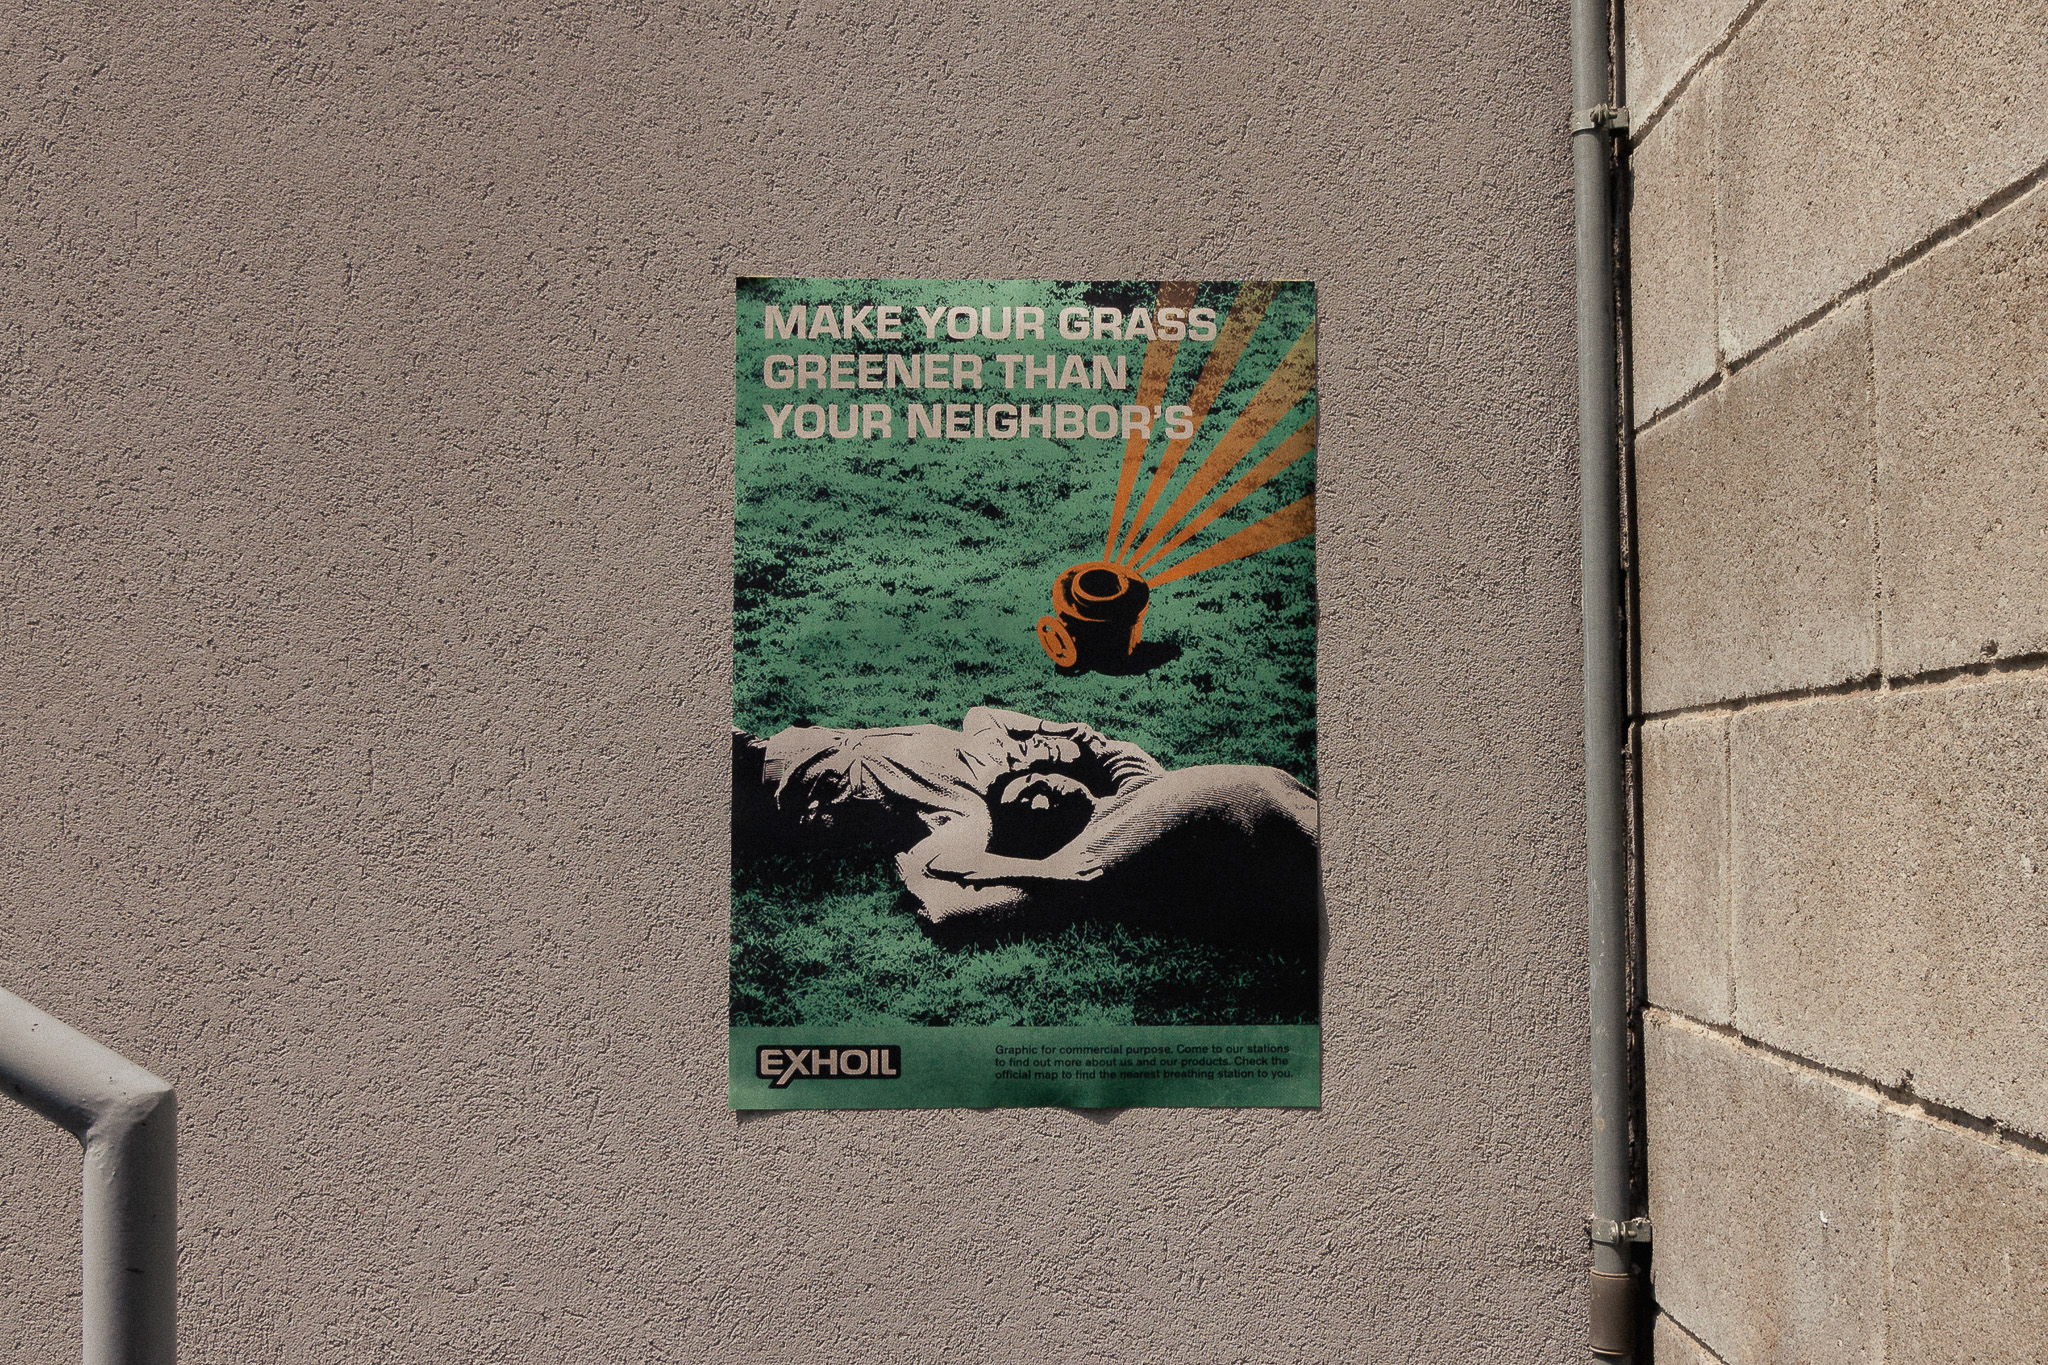 MAKE YOUR GRASS
GREENER THAN
YOUR NEIGHBOR'S
EXHOIL
Graphic for commercial purpose. Come to our stations
to find out more about us and our products. Check the
official map to find the nearest breathing station to you.